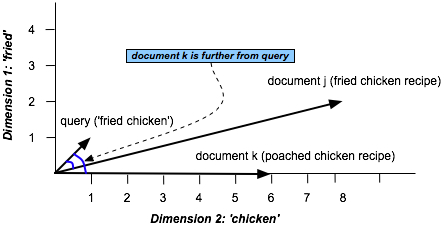 4
document k is further from query
3
document j (fried chicken recipe)
2
query ('fried chicken')
1
document k (poached chicken recipe)
Dimension 1: 'fried'
1 2 3 4 5 6 7 8
Dimension 2: 'chicken'